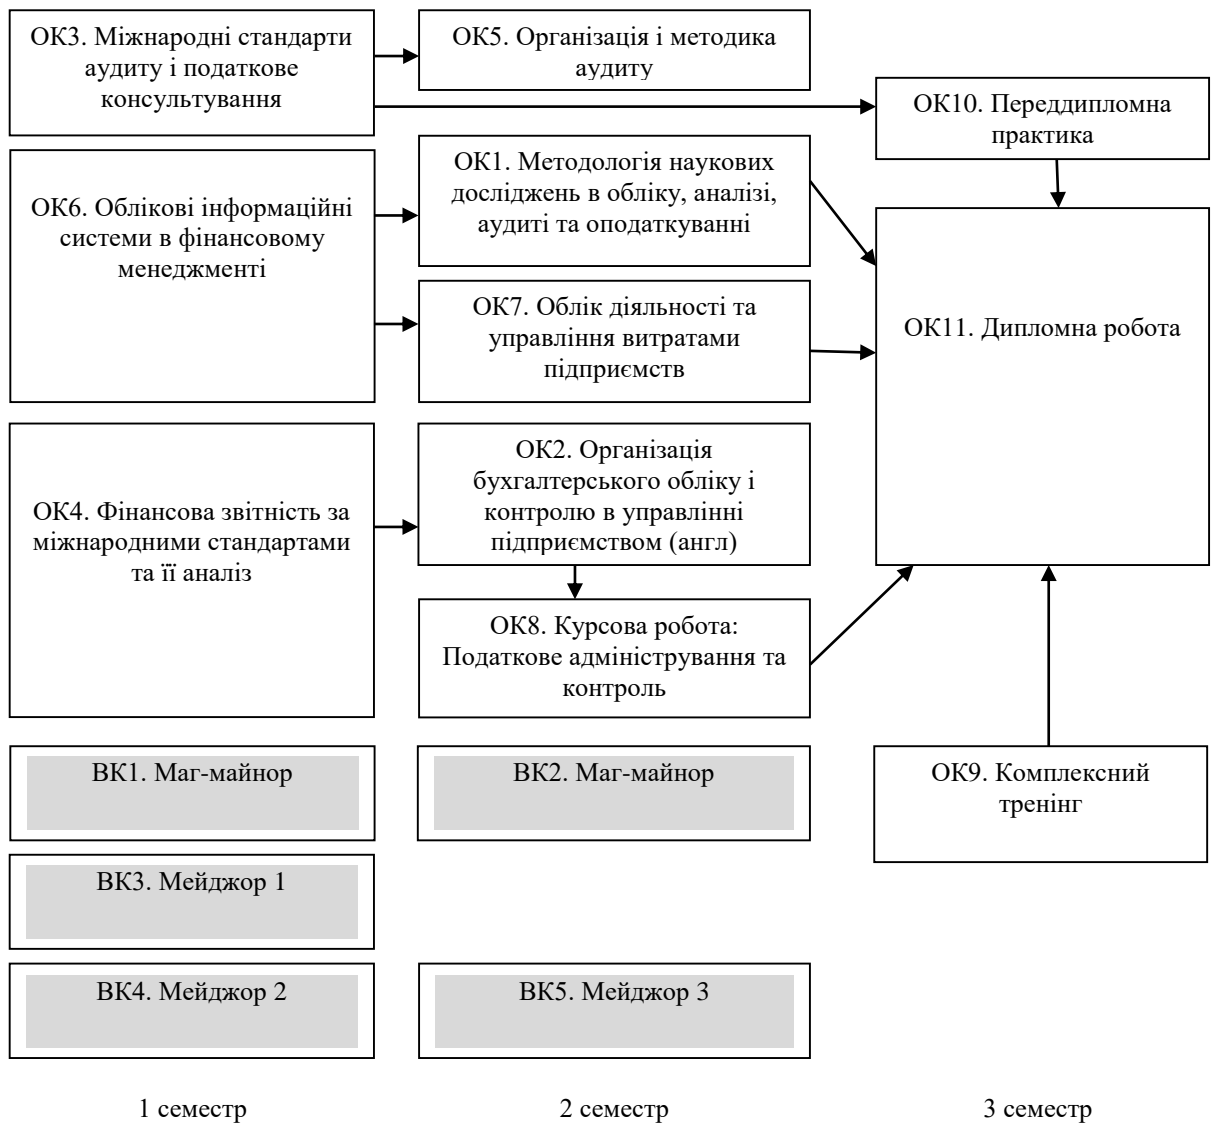 ОК3. Міжнародні стандарти
аудиту і податкове
консультування
ОК5. Організація і методика
аудиту
ОК10. Переддипломна
практика
ОК6. Облікові інформаційні
системи в фінансовому
менеджменті
ОК1. Методологія наукових
досліджень в обліку, аналізі,
аудиті та оподаткуванні
ОК7. Облік діяльності та
управління витратами
підприємств
ОК11. Дипломна робота
ОК4. Фінансова звітність за
міжнародними стандартами
та її аналіз
ОК2. Організація
бухгалтерського обліку і
контролю в управлінні
підприємством (англ)
ОК8. Курсова робота:
Податкове адміністрування та
контроль
ВК1. Маг-майнор
ВК2. Маг-майнор
ОК9. Комплексний
тренінг
ВК3. Мейджор 1
ВК4. Мейджор 2
ВК5. Мейджор 3
1 семестр
2 семестр
3 семестр